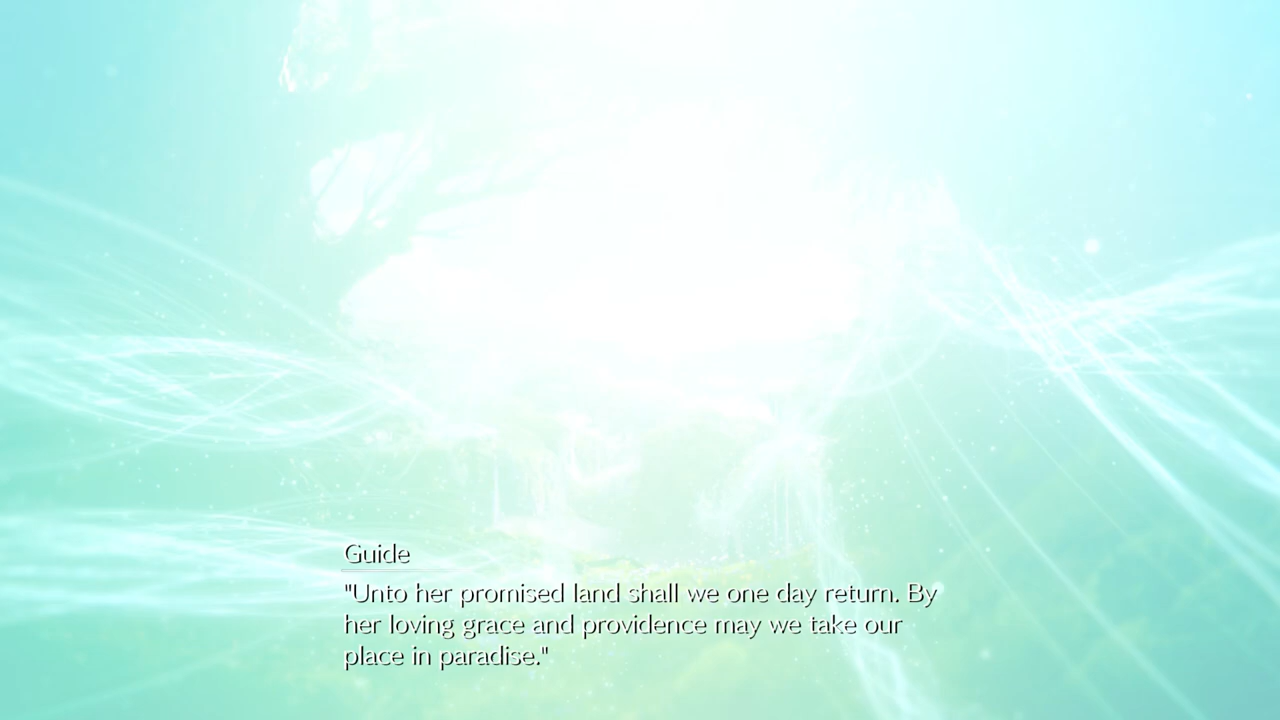 Guide
"Unto her promised land shall we one day return. By
her loving grace and providence may we take our
place in paradise."